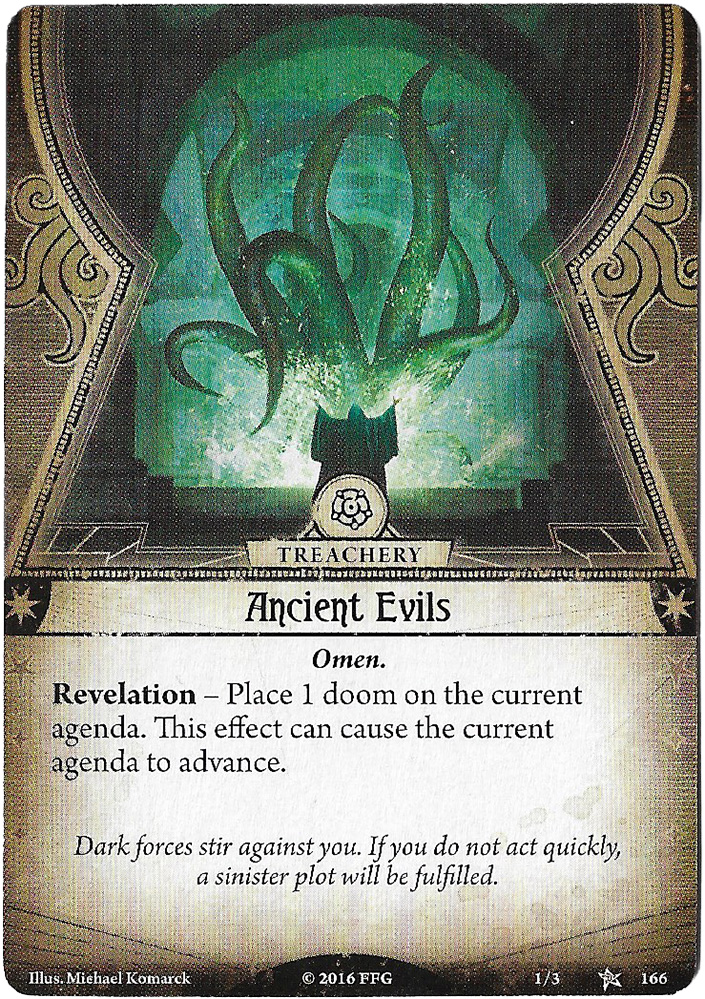 TREACHERY
Ancient Evils
Omen.
Revelation – Place 1 doom on the current
agenda. This effect can cause the current
agenda to advance.
Dark forces stir against you. If you do not act quickly,
a sinister plot will be fulfilled.
Illus. Michael Komarck © 2016 FFG 1/3 166